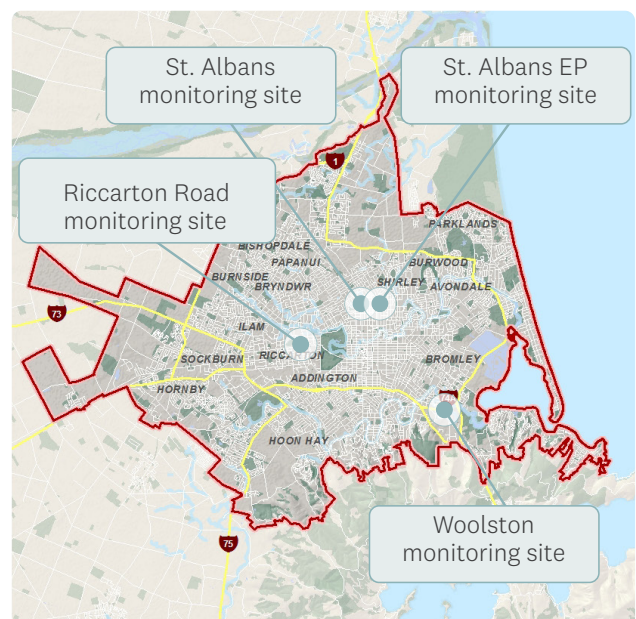 St. Albans
monitoring site
St. Albans EP
monitoring site
1
Riccarton Road
monitoring site
PARKLANDS
BISHOPDALE
PAPANUI
BURWOOD
BURNSIDE
SHIRLEY
BRYNDWR
AVONDALE
73
ILAM
SOCKBURN
BROMLEY
ADDINGTON
HORNBY
HOON HAY
Woolston
monitoring site
75